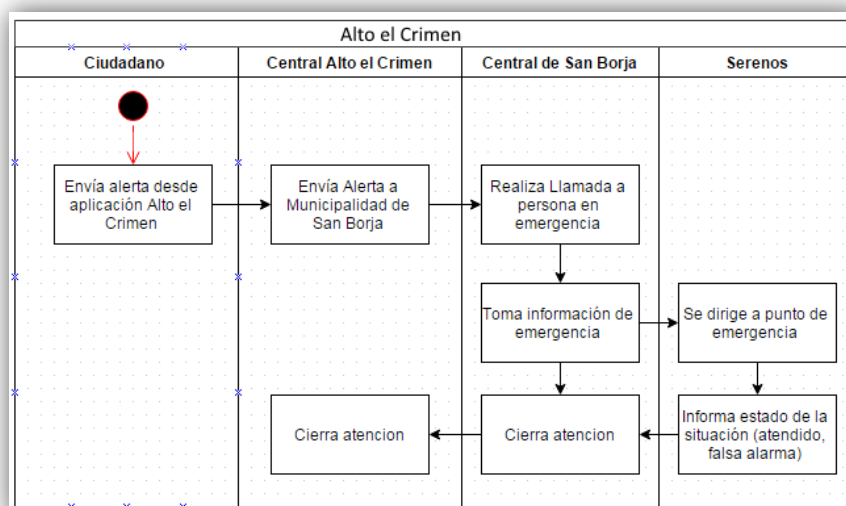 Alto el Crimen
Ciudadano
Central Alto el Crimen
Central de San Borja
Serenos
Envía alerta desde
aplicación Alto el
Crimen
Envía Alerta a
Municipalidad de
San Borja
Realiza Llamada a
persona en
emergencia
Toma información de
emergencia
Se dirige a punto de
emergencia
Cierra atencion
Cierra atencion
Informa estado de la
situación (atendido,
falsa alarma)